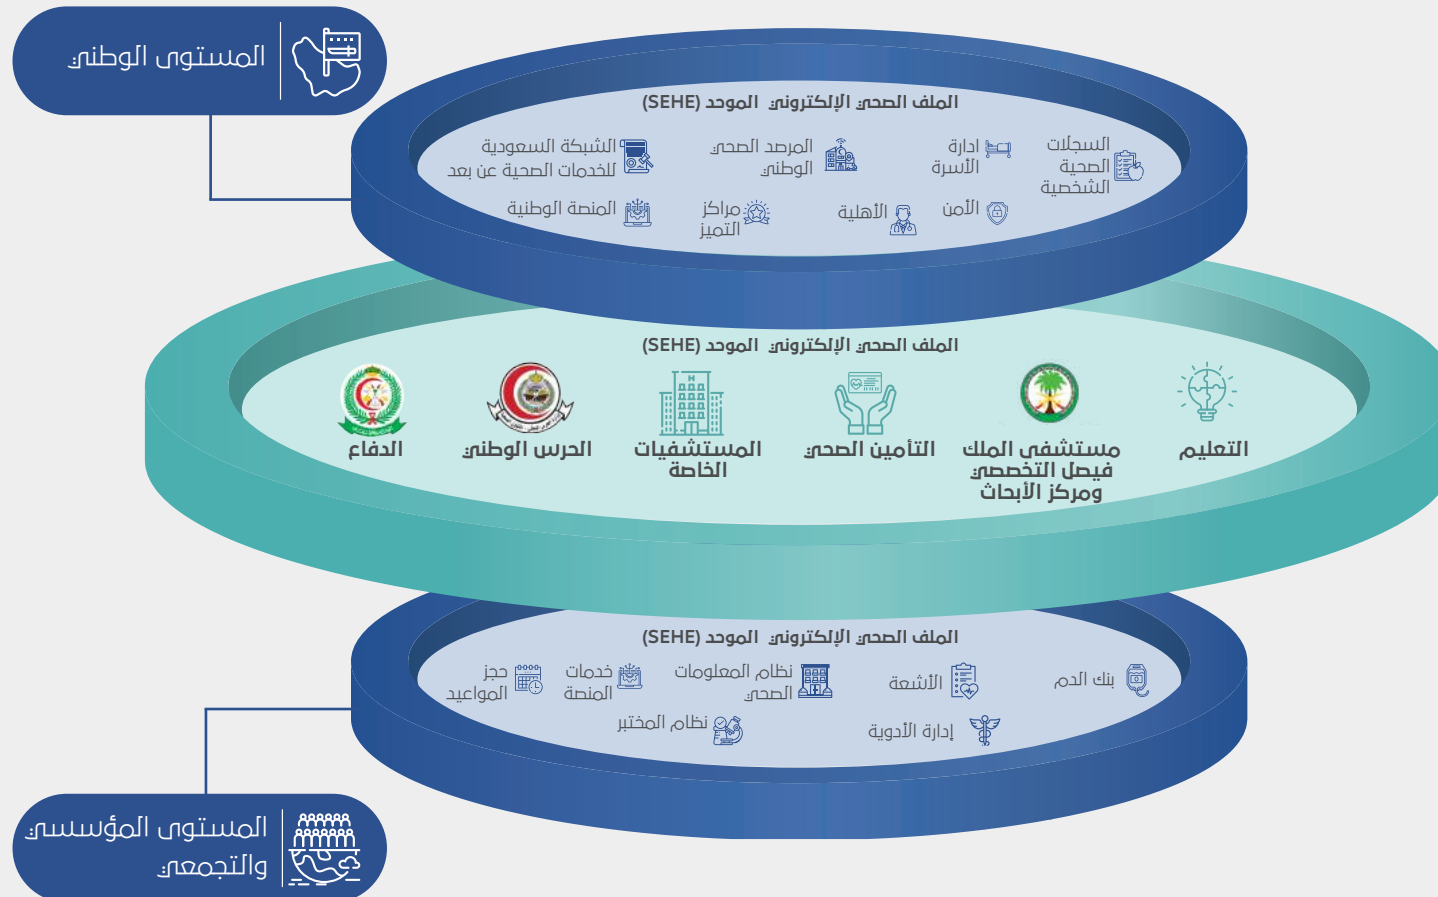 المستوى الوطني
الملف الصحي الإلكتروني الموحد (SEHE)
السجلات
الصحية
الشخصية
ادارة
الأسرة
المرصد الصحي
الوطني
الشبكة السعودية
للخدمات الصحية عن بعد
الأمن
الأهلية
مراكز
التميز
المنصة الوطنية
الملف الصحي الإلكتروني الموحد (SEHE)
التعليم
مستشفى الملك
فيصل التخصصي
ومركز الأبحاث
التأمين الصحي
المستشفيات
الخاصة
الحرس الوطني
الدفاع
الملف الصحي الإلكتروني الموحد (SEHE)
بنك الدم
الأشعة
نظام المعلومات
الصحي
خدمات
المنصة
حجز
المواعيد
إدارة الأدوية
نظام المختبر
المستوى المؤسسي
والتجمعي